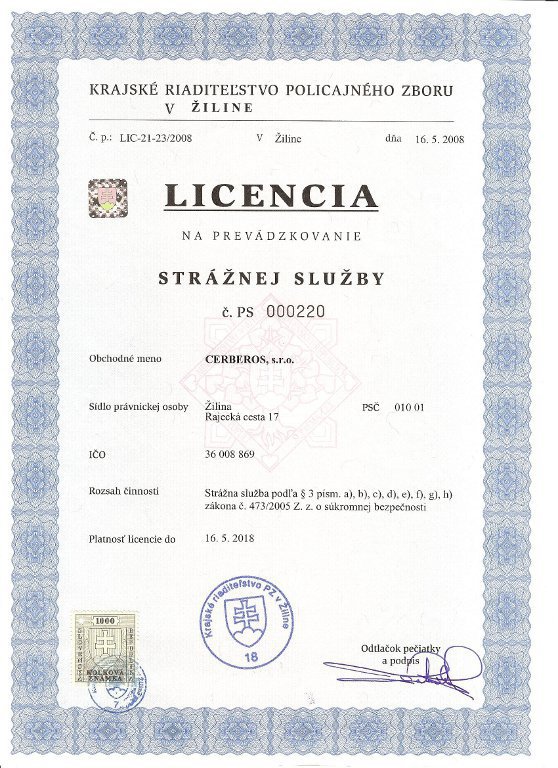 KRAJSKÉ RIADITEĽSTVO POLICAJNÉHO ZBORU
V ŽILINE
Č. p.: LIC-21-23/2008 V Žiline dňa 16. 5. 2008
LICENCIA
NA PREVÁDZKOVANIE
STRÁŽNEJ SLUŽBY
č. PS 000220
Obchodné meno CERBEROS, s.r.o.
Sídlo právnickej osoby Žilina PSČ 010 01
Rajecká cesta 17
IČO 36 008 869
Rozsah činnosti Strážna služba podľa § 3 písm. a), b), c), d), e), f), g), h)
zákona č. 473/2005 Z. z. o súkromnej bezpečnosti
Platnosť licencie do 16. 5. 2018
Krajské riaditeľstvo PZ v Žiline
18
1000
SLOVENSKÁ
REPUBLIKA
KOLKOVÁ
ZNÁMKA
Odtlačok pečiatky
a podpis